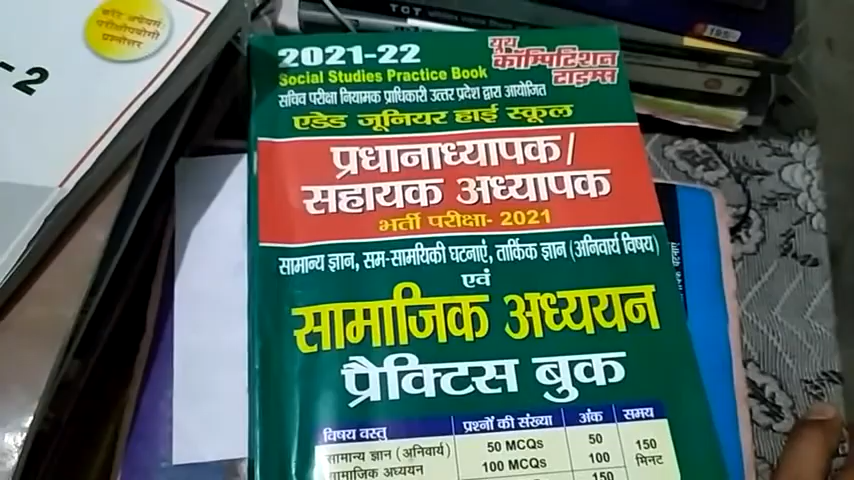 -2
TGT
195/-
2021-22
Social Studies Practice Book
यूथ
कॉम्पिटिशन
टाइम्स
सचिव परीक्षा नियामक प्राधिकारी उत्तर प्रदेश द्वारा आयोजित
एडेड जूनियर हाई स्कूल
प्रधानाध्यापक/
सहायक अध्यापक
भर्ती परीक्षा- 2021
सामान्य ज्ञान, सम-सामयिकी घटनाएं, तार्किक ज्ञान (अनिवार्य विषय)
एवं
सामाजिक अध्ययन
प्रैक्टिस बुक
विषय वस्तु प्रश्नों की संख्या अंक समय
सामान्य ज्ञान (अनिवार्य) 50 MCQs 50 150
सामाजिक अध्ययन 100 MCQs 100 मिनट
150